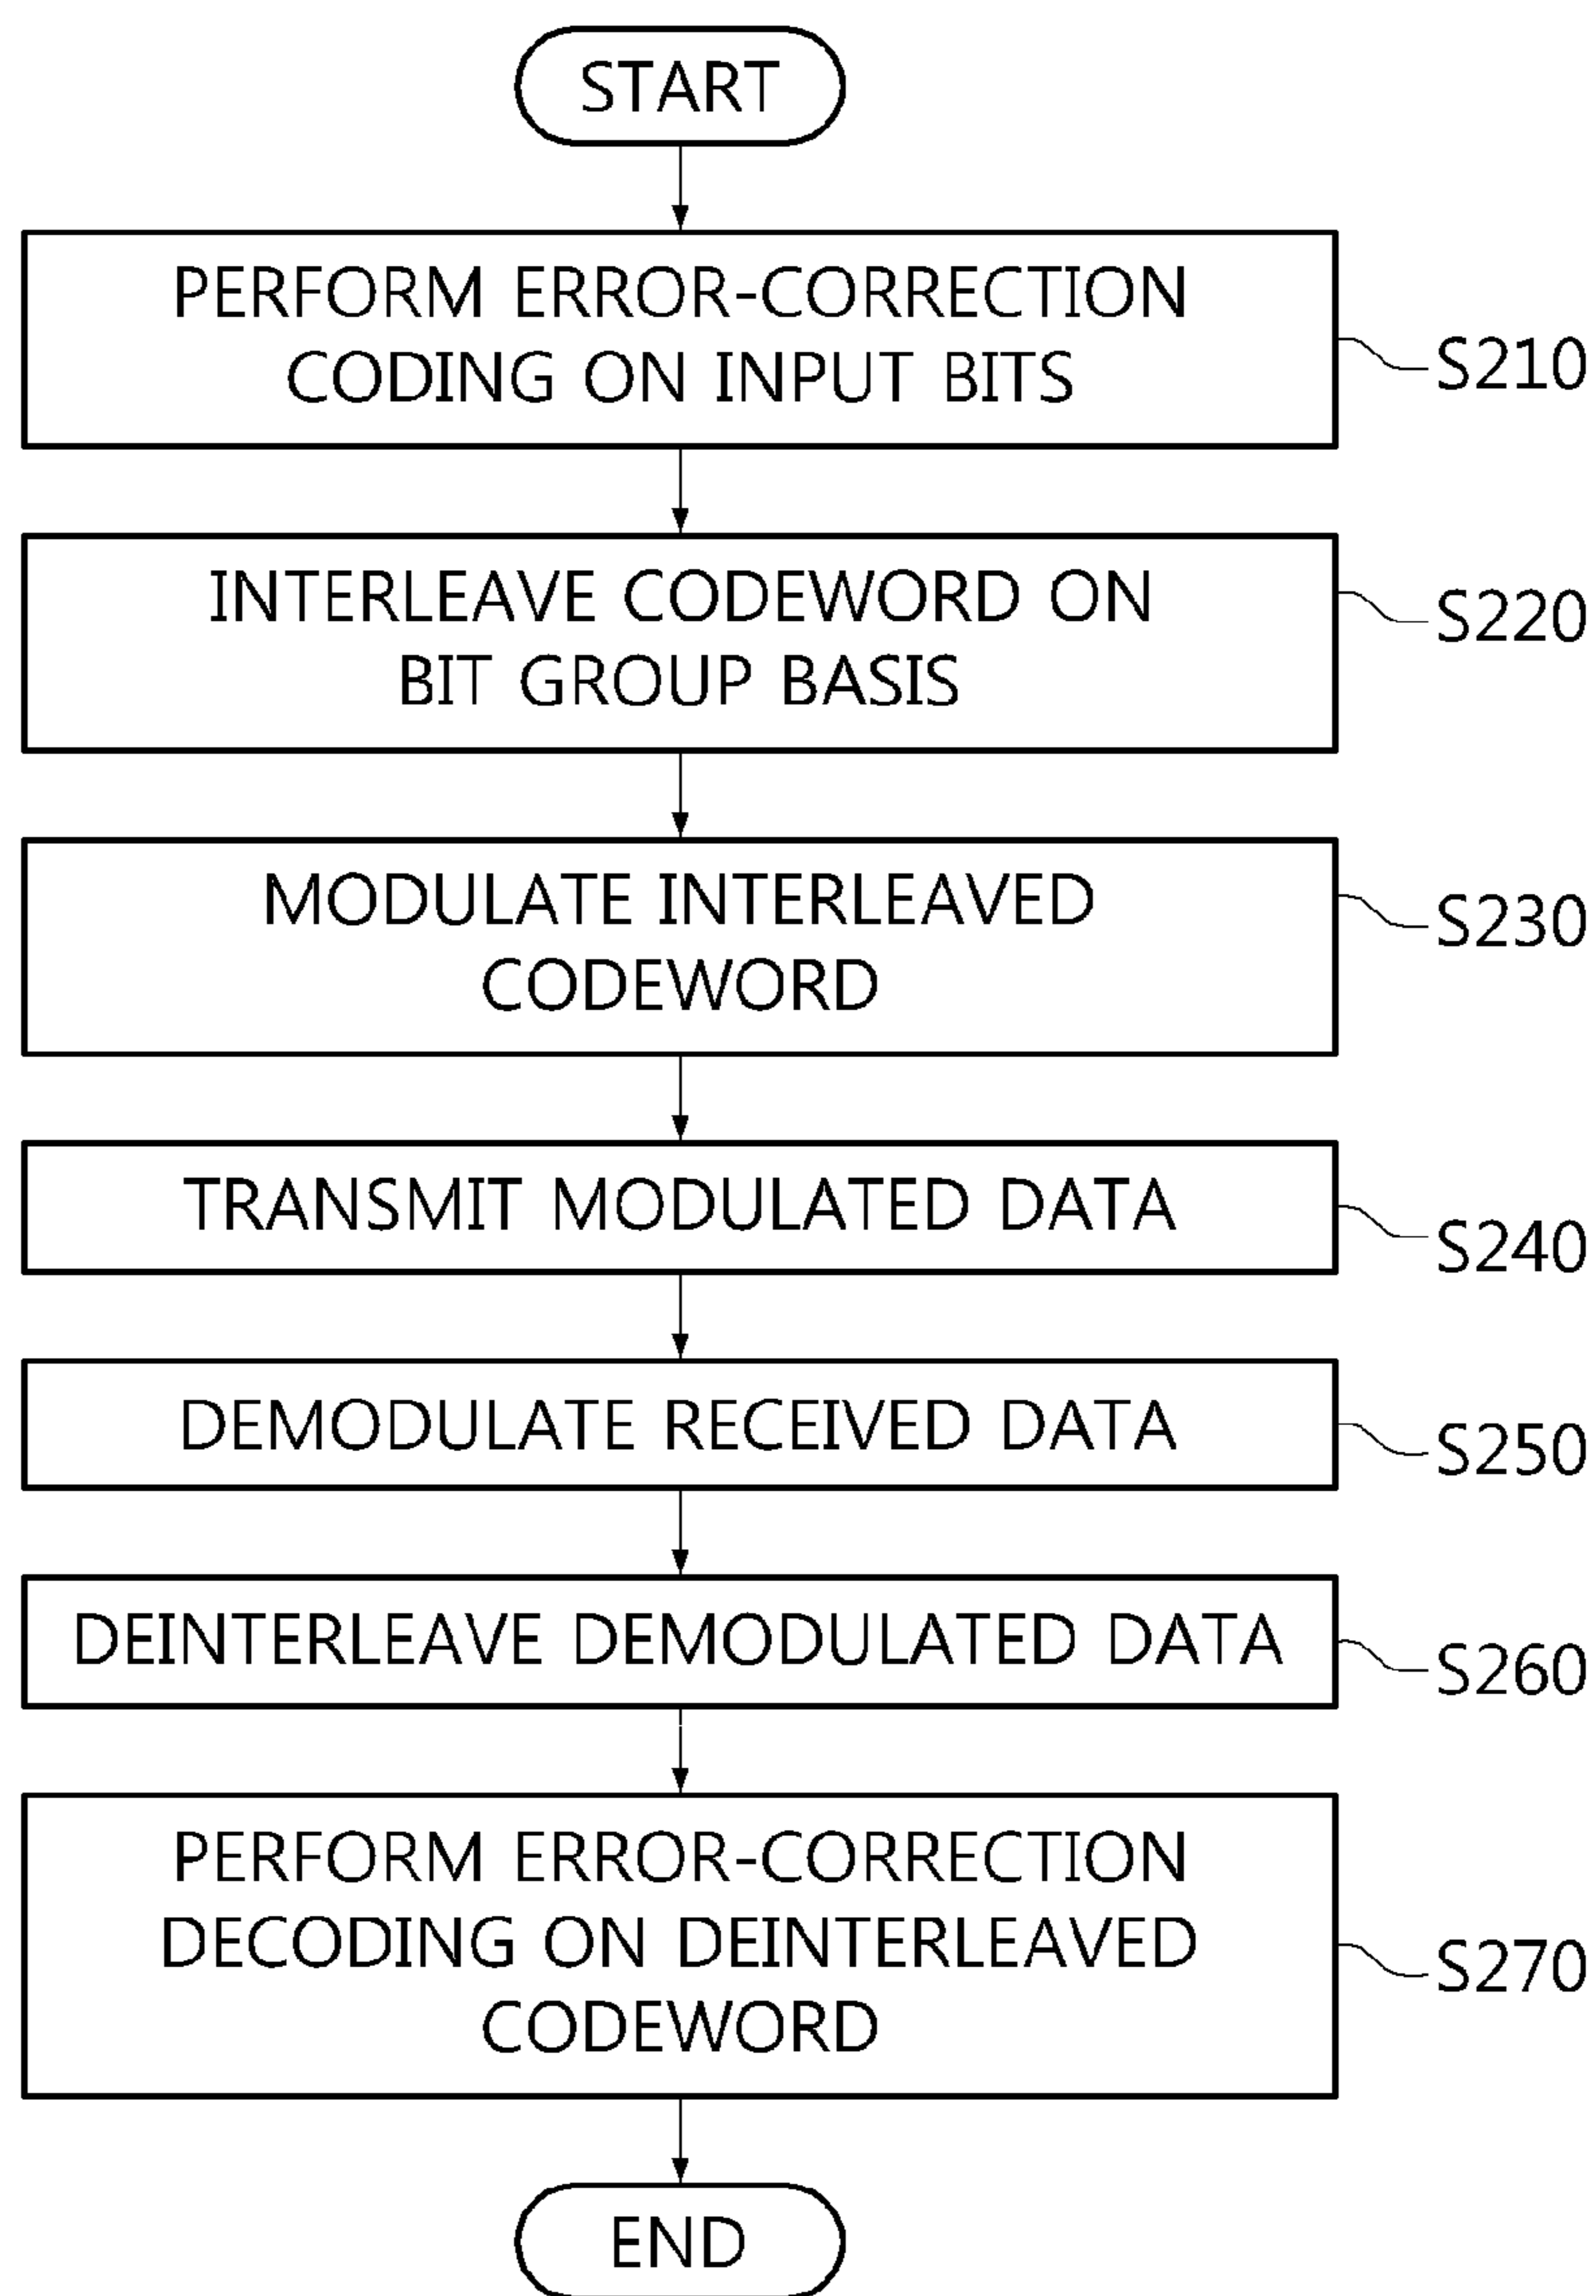 START
PERFORM ERROR-CORRECTION
CODING ON INPUT BITS
S210
INTERLEAVE CODEWORD ON
BIT GROUP BASIS
S220
MODULATE INTERLEAVED
CODEWORD
S230
TRANSMIT MODULATED DATA
S240
DEMODULATE RECEIVED DATA
S250
DEINTERLEAVE DEMODULATED DATA
S260
PERFORM ERROR-CORRECTION
DECODING ON DEINTERLEAVED
CODEWORD
S270
END